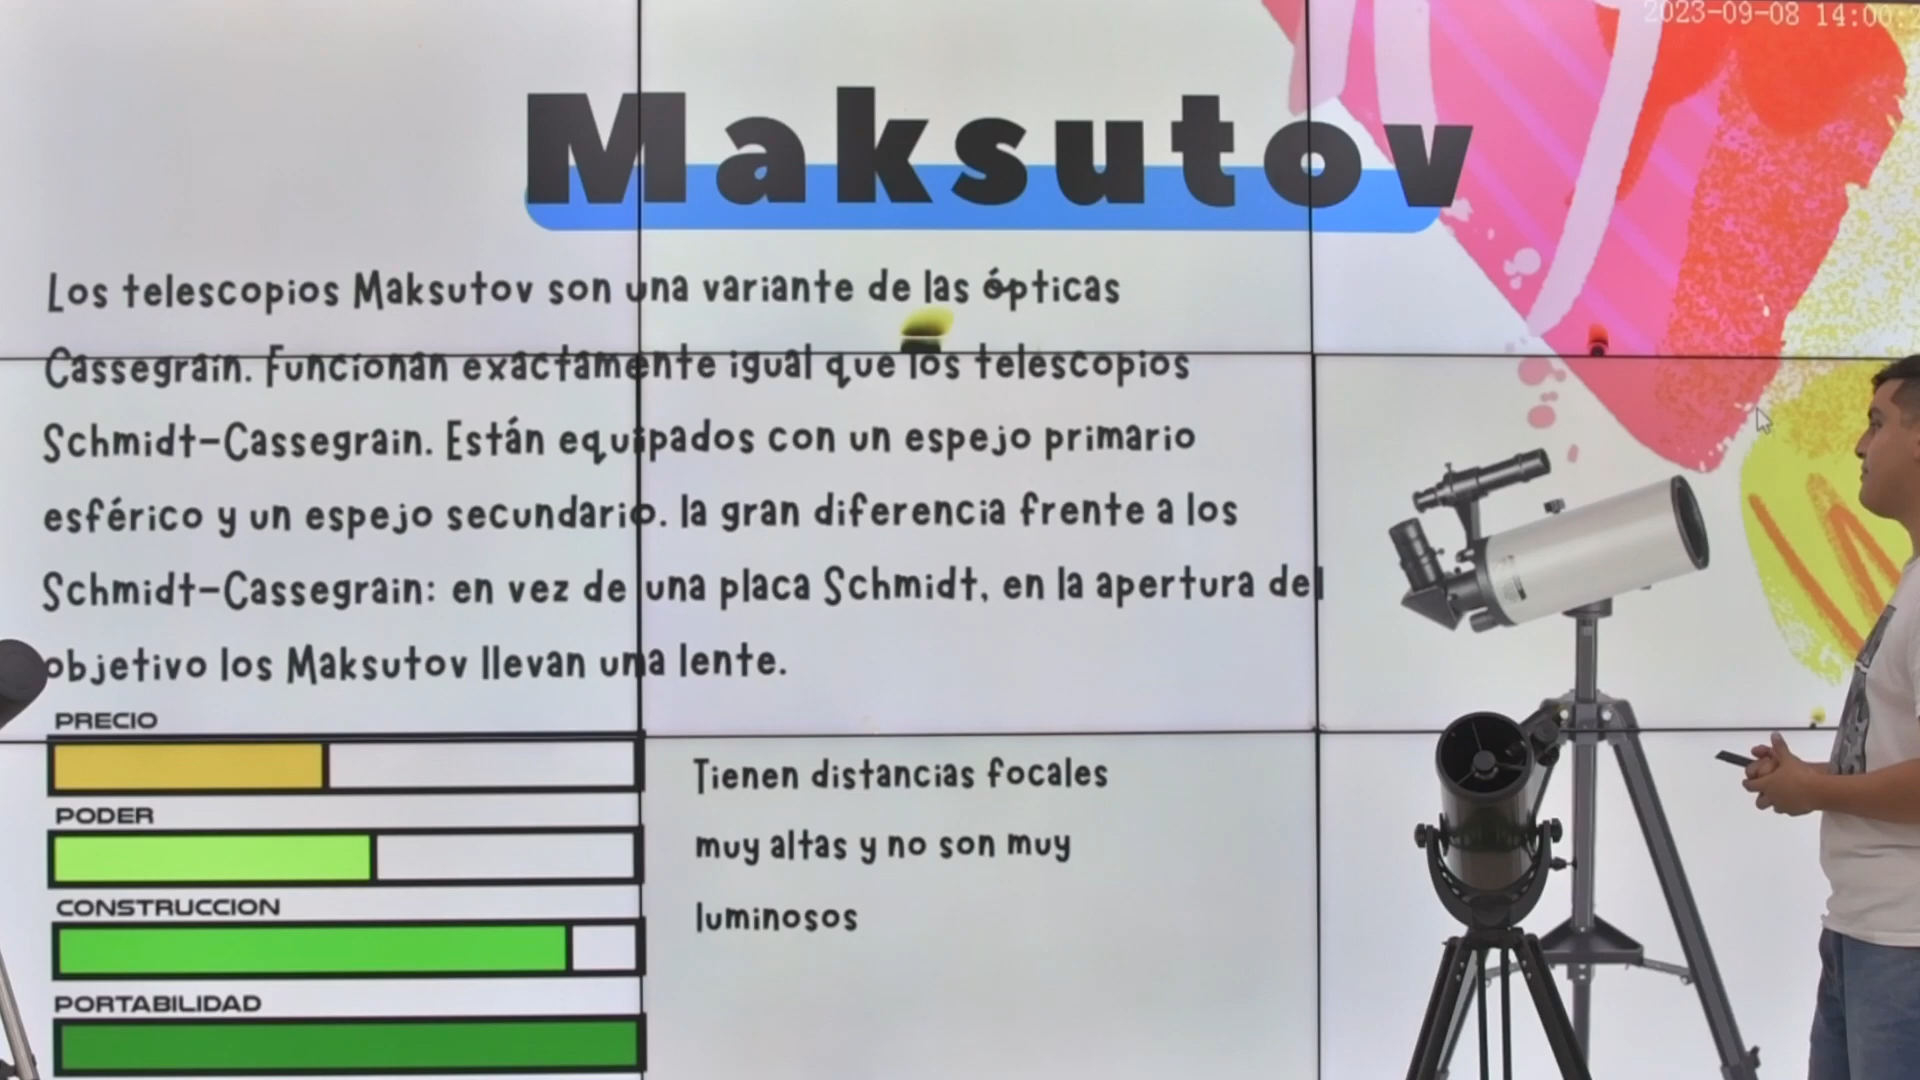 2023-09-08 14:00:2
Maksutov
Los telescopios Maksutov son una variante de las ópticas
Cassegrain. Funcionan exactamente igual que los telescopios
Schmidt-Cassegrain. Están equipados con un espejo primario
esférico y un espejo secundario. la gran diferencia frente a los
Schmidt-Cassegrain: en vez de una placa Schmidt, en la apertura del
objetivo los Maksutov llevan una lente.
PRECIO
PODER
CONSTRUCCION
PORTABILIDAD
Tienen distancias focales
muy altas y no son muy
luminosos